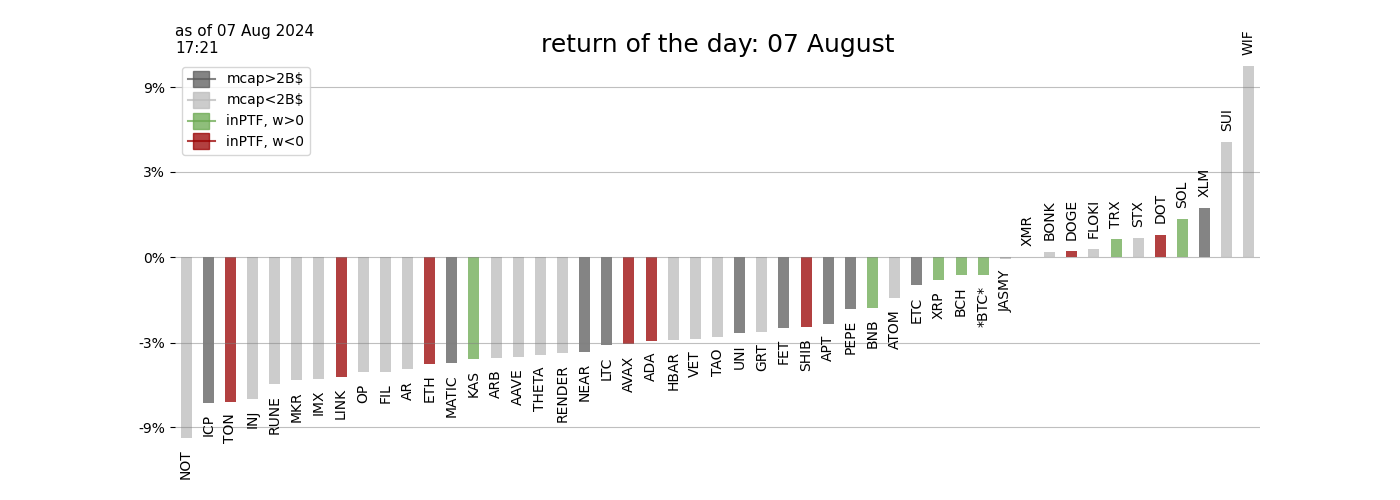 as of 07 Aug 2024
17:21
return of the day: 07 August
mcap>2B$
mcap<2B$
inPTF, w>0
inPTF, w<0
9%
3%
0%
-3%
-9%
NOT
ICP
TON
INJ
RUNE
MKR
IMX
LINK
OP
FIL
AR
ETH
MATIC
KAS
ARB
AAVE
THETA
RENDER
NEAR
LTC
AVAX
ADA
HBAR
VET
TAO
UNI
GRT
FET
SHIB
APT
PEPE
BNB
ATOM
ETC
XRP
BCH
*BTC*
JASMY
XMR
BONK
DOGE
FLOKI
TRX
STX
DOT
SOL
XLM
SUI
WIF